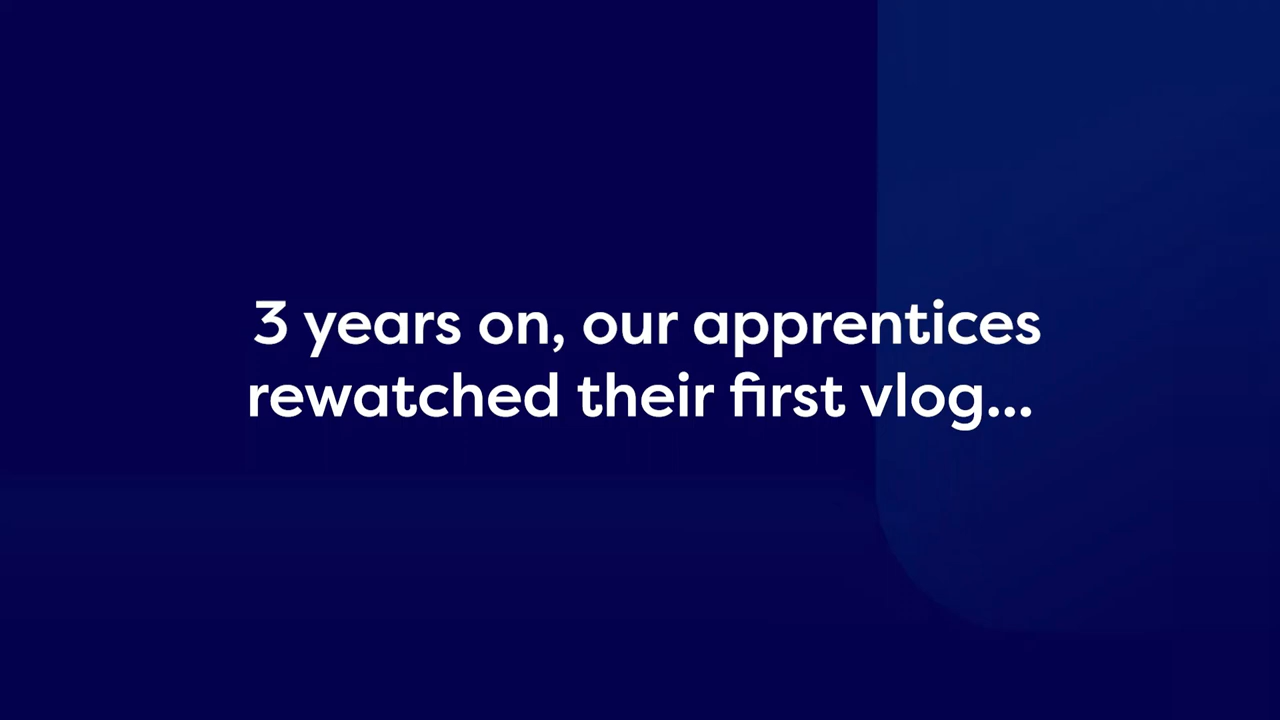 3 years on, our apprentices
rewatched their first vlog...